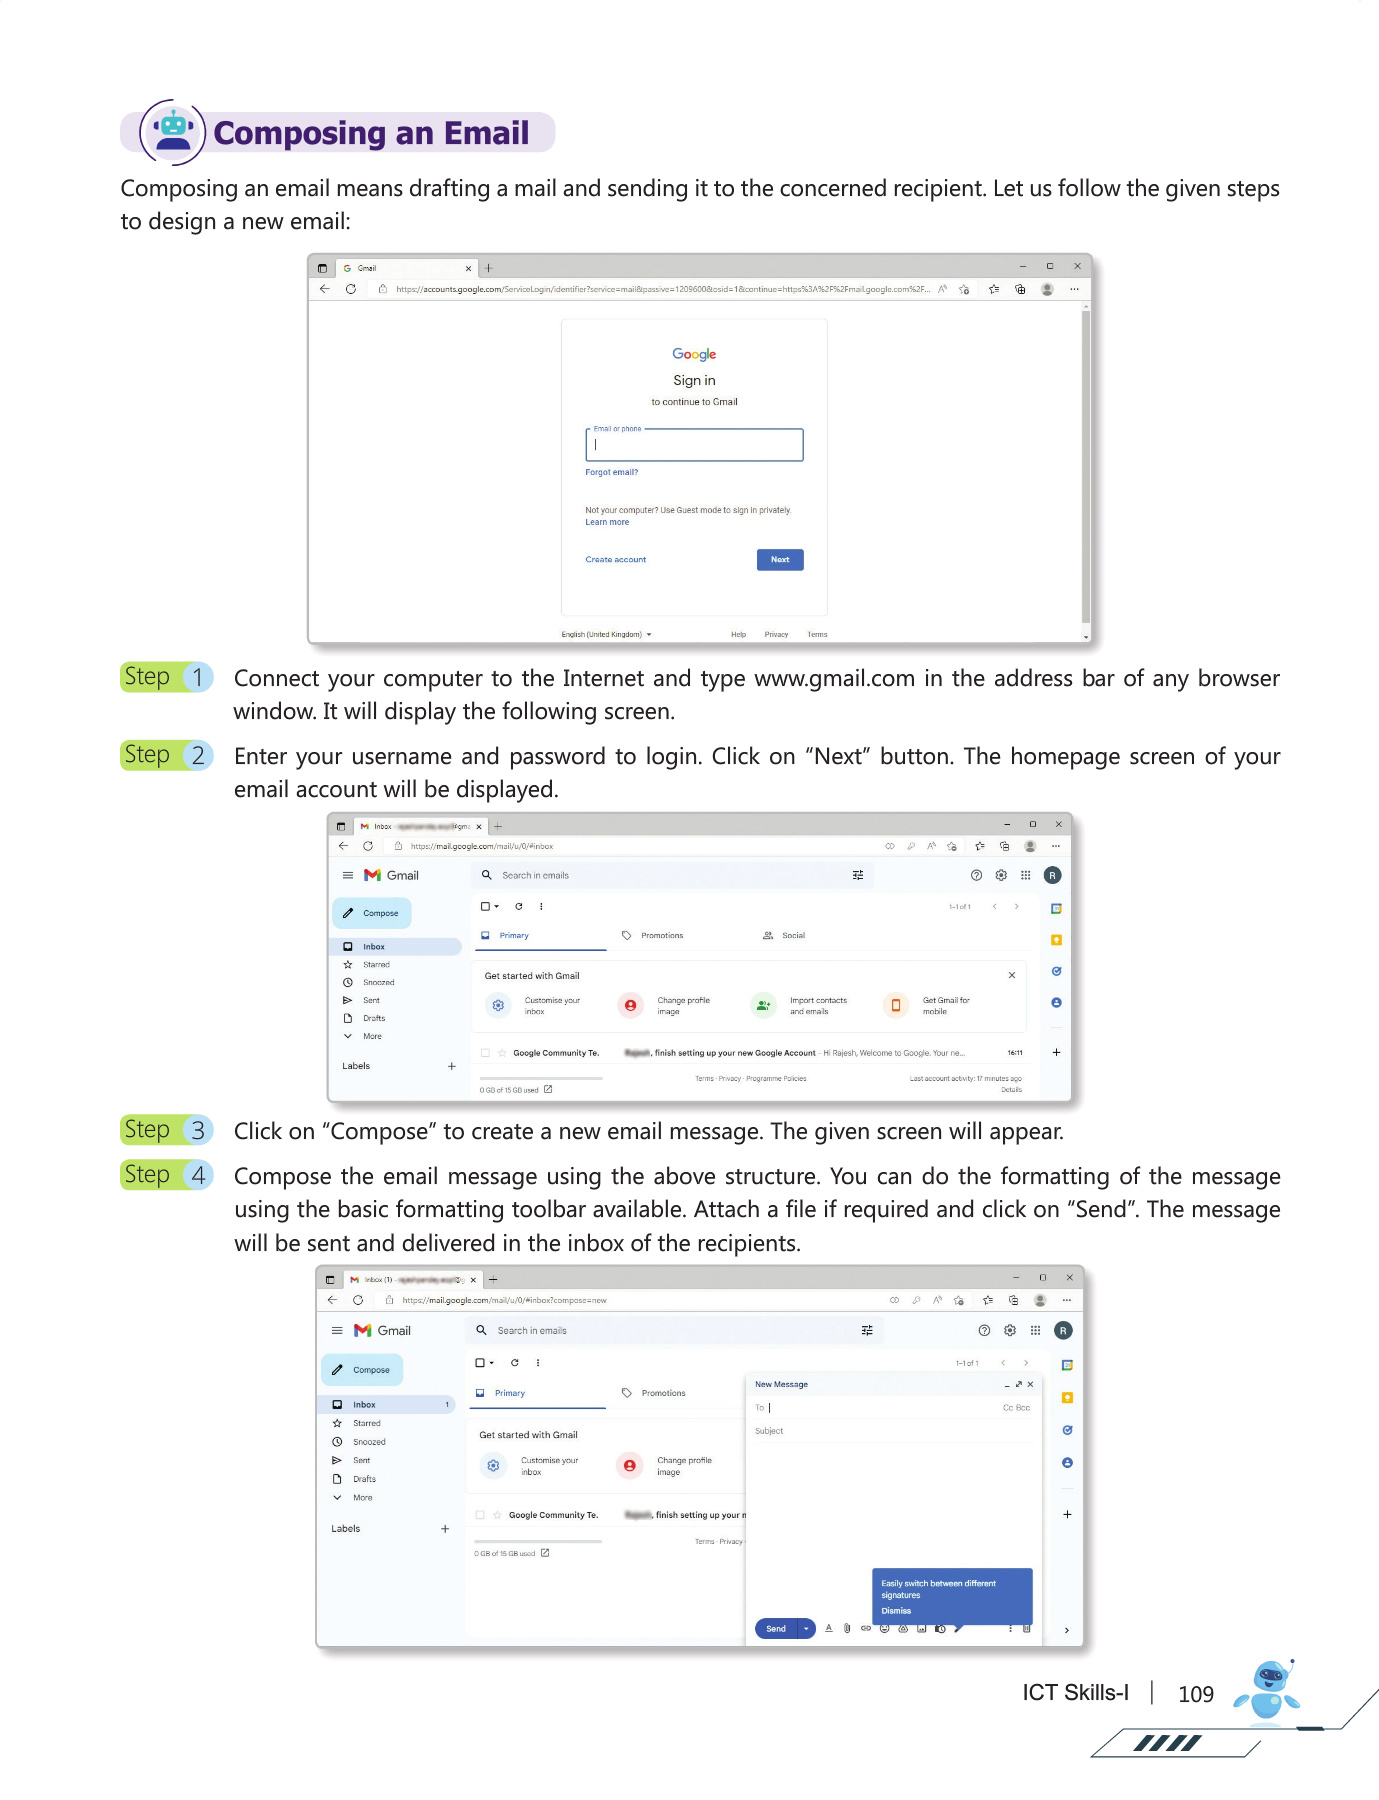 Composing an Email
Composing an email means drafting a mail and sending it to the concerned recipient. Let us follow the given steps
to design a new email:
Gmail
https://accounts.google.com/ServiceLogin/identifier?service=mail&passive=1209600&osid=1&continue=https%3A%2F%2Fmail.google.com%2F...
Google
Sign in
to continue to Gmail
Email or phone
Forgot email?
Not your computer? Use Guest mode to sign in privately.
Learn more
Create account
Next
English (United Kingdom)
Help Privacy Terms
Step 1 Connect your computer to the Internet and type www.gmail.com in the address bar of any browser
window. It will display the following screen.
Step 2 Enter your username and password to login. Click on “Next” button. The homepage screen of your
email account will be displayed.
Inbox -
https://mail.google.com/mail/u/0/#inbox
Gmail
Search in emails
R
Compose
1–1 of 1
Primary Promotions Social
Inbox
Starred
Snoozed
Sent
Drafts
More
Labels
Get started with Gmail
Customise your
inbox
Change profile
image
Import contacts
and emails
Get Gmail for
mobile
Google Community Te. , finish setting up your new Google Account - Hi Rajesh, Welcome to Google. Your ne... 16:11
0 GB of 15 GB used
Terms · Privacy · Programme Policies
Last account activity: 17 minutes ago
Details
Step 3 Click on “Compose” to create a new email message. The given screen will appear.
Step 4 Compose the email message using the above structure. You can do the formatting of the message
using the basic formatting toolbar available. Attach a file if required and click on “Send”. The message
will be sent and delivered in the inbox of the recipients.
Inbox (1) -
https://mail.google.com/mail/u/0/#inbox?compose=new
Gmail
Search in emails
R
Compose
1–1 of 1
Primary Promotions
Inbox 1
Starred
Snoozed
Sent
Drafts
More
Labels
Get started with Gmail
Customise your
inbox
Change profile
image
Google Community Te. , finish setting up your
0 GB of 15 GB used
Terms · Privacy
New Message
To Cc Bcc
Subject
Easily switch between different
signatures
Dismiss
Send
ICT Skills-I 109